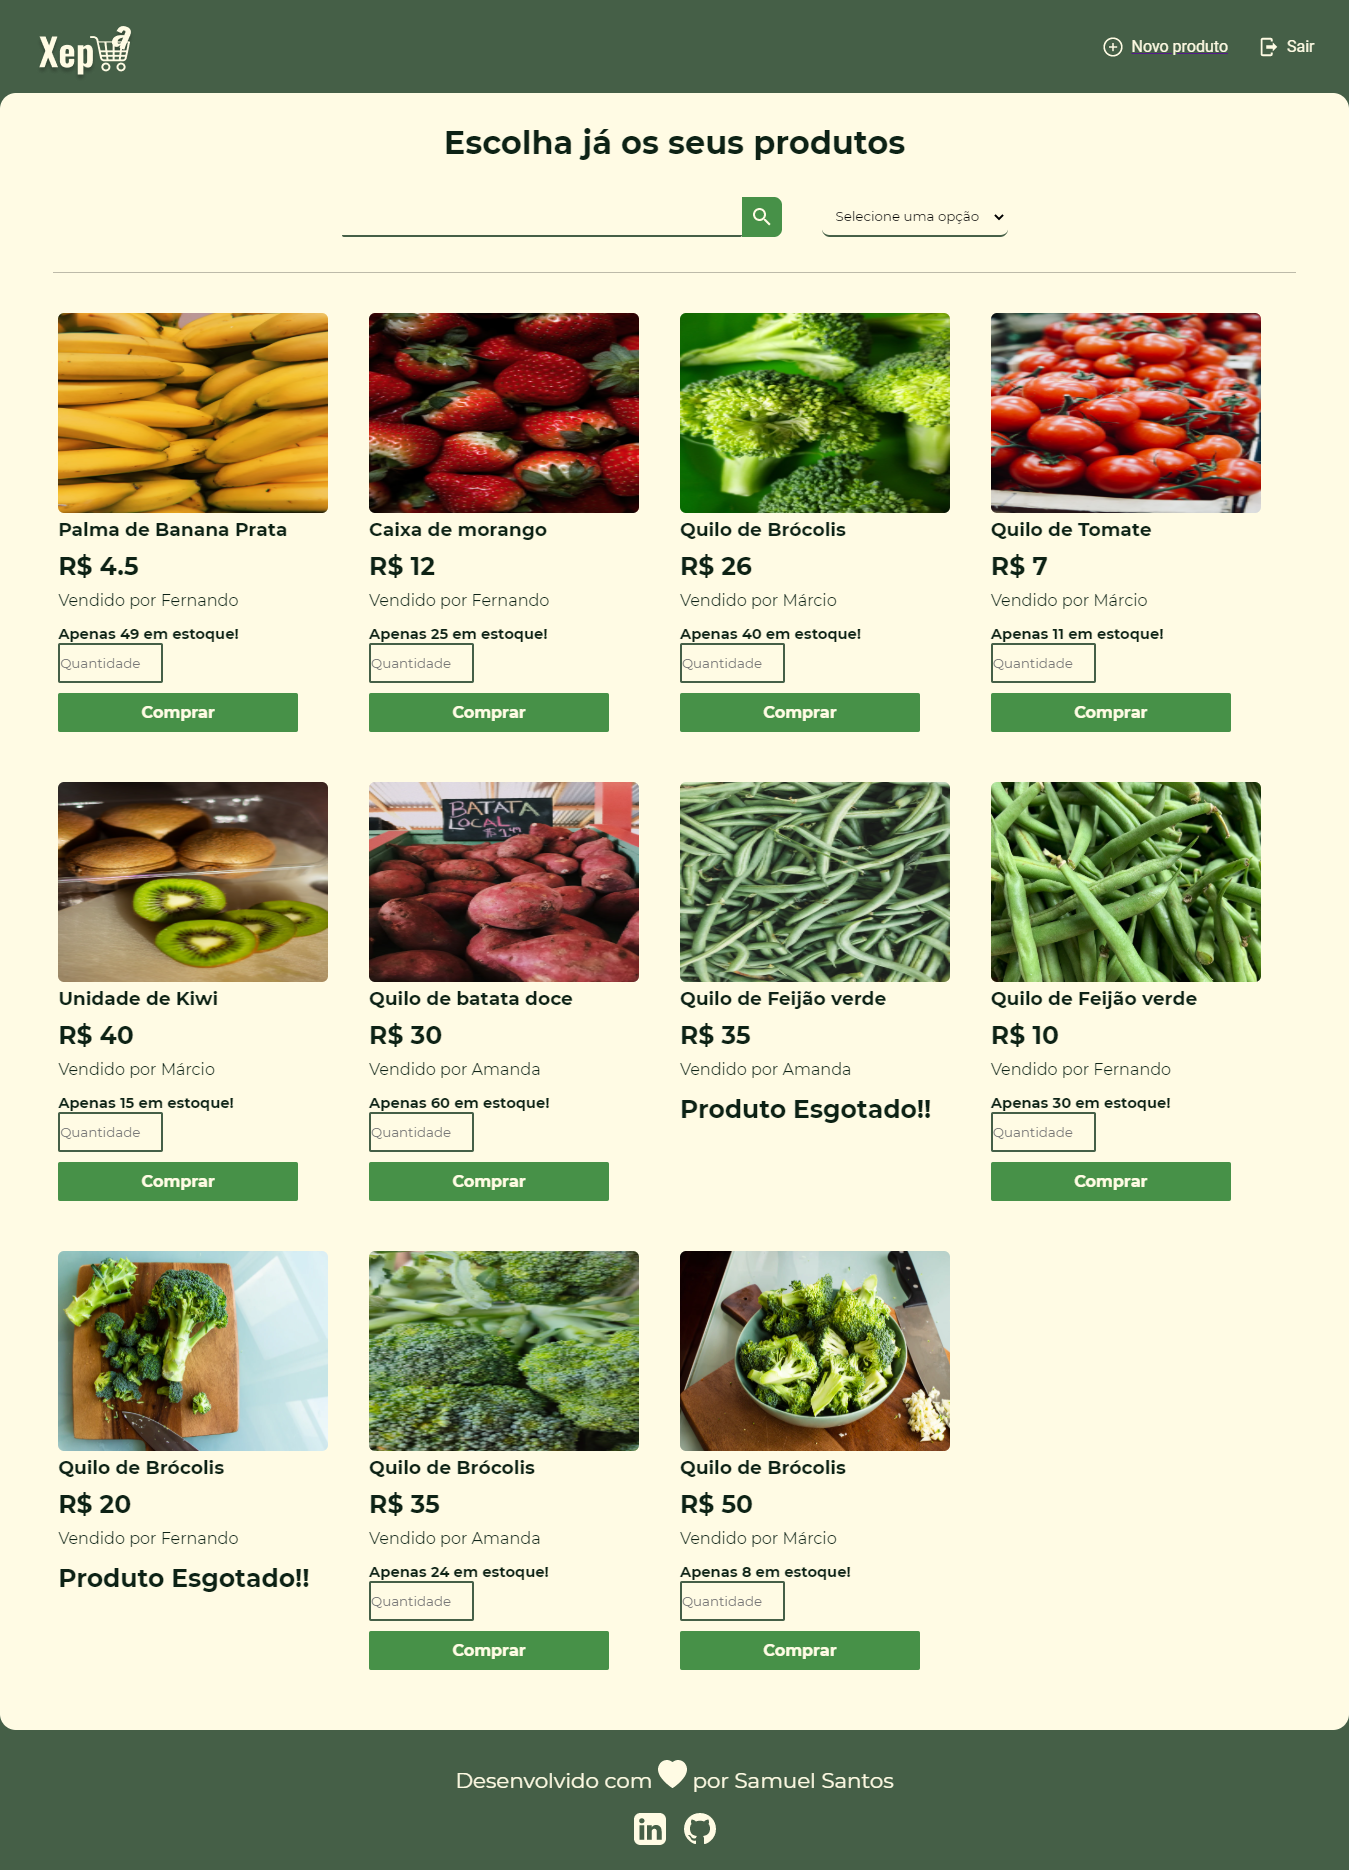 Xepa
Novo produto
Sair
Escolha já os seus produtos
Selecione uma opção
Palma de Banana Prata
R$ 4.5
Vendido por Fernando
Apenas 49 em estoque!
Quantidade
Comprar
Caixa de morango
R$ 12
Vendido por Fernando
Apenas 25 em estoque!
Quantidade
Comprar
Quilo de Brócolis
R$ 26
Vendido por Márcio
Apenas 40 em estoque!
Quantidade
Comprar
Quilo de Tomate
R$ 7
Vendido por Márcio
Apenas 11 em estoque!
Quantidade
Comprar
Unidade de Kiwi
R$ 40
Vendido por Márcio
Apenas 15 em estoque!
Quantidade
Comprar
BATATA
LOCAL
Quilo de batata doce
R$ 30
Vendido por Amanda
Apenas 60 em estoque!
Quantidade
Comprar
Quilo de Feijão verde
R$ 35
Vendido por Amanda
Produto Esgotado!!
Quilo de Feijão verde
R$ 10
Vendido por Fernando
Apenas 30 em estoque!
Quantidade
Comprar
Quilo de Brócolis
R$ 20
Vendido por Fernando
Produto Esgotado!!
Quilo de Brócolis
R$ 35
Vendido por Amanda
Apenas 24 em estoque!
Quantidade
Comprar
Quilo de Brócolis
R$ 50
Vendido por Márcio
Apenas 8 em estoque!
Quantidade
Comprar
Desenvolvido com por Samuel Santos
in